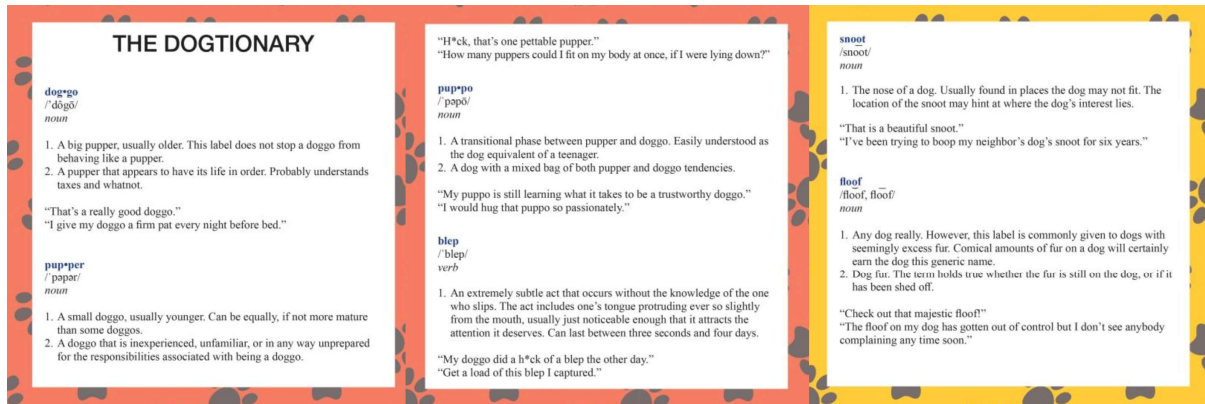 THE DOGTIONARY
dog•go
/ˈdôgō/
noun
1. A big pupper, usually older. This label does not stop a doggo from
behaving like a pupper.
2. A pupper that appears to have its life in order. Probably understands
taxes and whatnot.
“That’s a really good doggo.”
“I give my doggo a firm pat every night before bed.”
pup•per
/ˈpəpər/
noun
1. A small doggo, usually younger. Can be equally, if not more mature
than some doggos.
2. A doggo that is inexperienced, unfamiliar, or in any way unprepared
for the responsibilities associated with being a doggo.
“H*ck, that’s one pettable pupper.”
“How many puppers could I fit on my body at once, if I were lying down?”
pup•po
/ˈpəpō/
noun
1. A transitional phase between pupper and doggo. Easily understood as
the dog equivalent of a teenager.
2. A dog with a mixed bag of both pupper and doggo tendencies.
“My puppo is still learning what it takes to be a trustworthy doggo.”
“I would hug that puppo so passionately.”
blep
/ˈblep/
verb
1. An extremely subtle act that occurs without the knowledge of the one
who slips. The act includes one’s tongue protruding ever so slightly
from the mouth, usually just noticeable enough that it attracts the
attention it deserves. Can last between three seconds and four days.
“My doggo did a h*ck of a blep the other day.”
“Get a load of this blep I captured.”
snoot
/sno͞ot/
noun
1. The nose of a dog. Usually found in places the dog may not fit. The
location of the snoot may hint at where the dog’s interest lies.
“That is a beautiful snoot.”
“I’ve been trying to boop my neighbor’s dog’s snoot for six years.”
floof
/flo͝of, flo͞of/
noun
1. Any dog really. However, this label is commonly given to dogs with
seemingly excess fur. Comical amounts of fur on a dog will certainly
earn the dog this generic name.
2. Dog fur. The term holds true whether the fur is still on the dog, or if it
has been shed off.
“Check out that majestic floof!”
“The floof on my dog has gotten out of control but I don’t see anybody
complaining any time soon.”